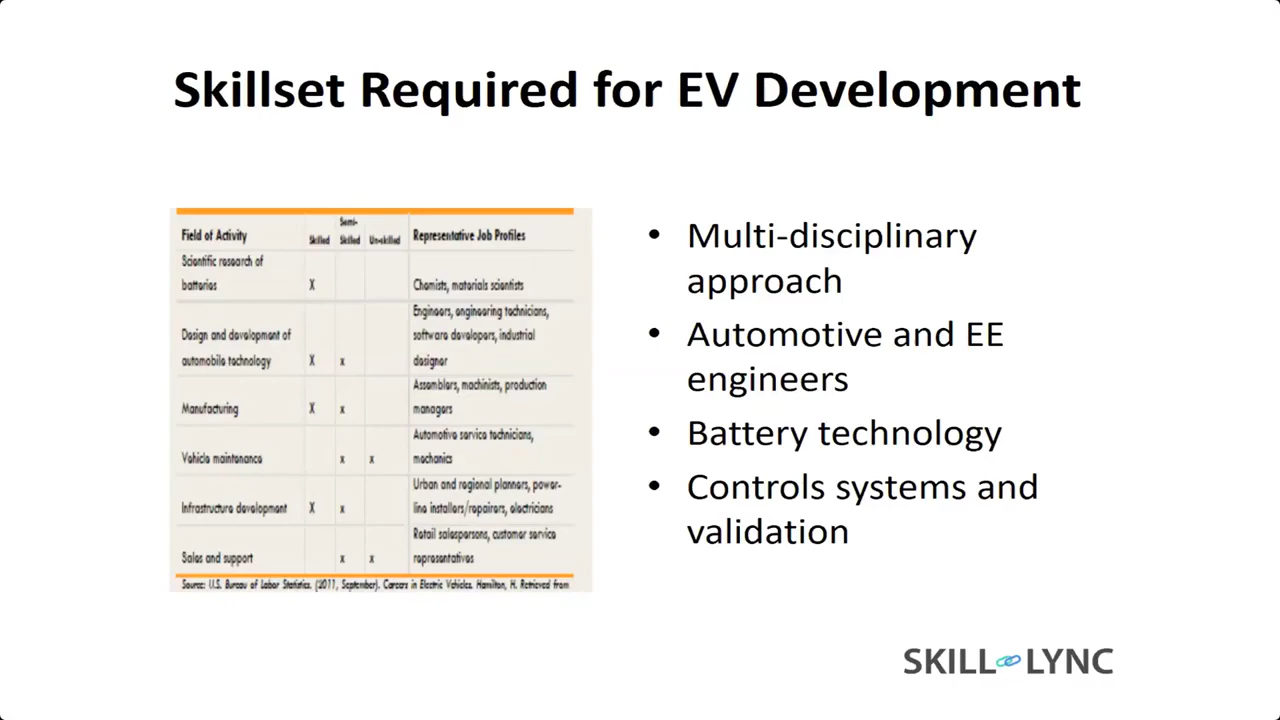 Skillset Required for EV Development
Field of Activity Skilled Semi-Skilled Un-skilled Representative Job Profiles
Scientific research of
batteries X Chemists, materials scientists
Engineers, engineering technicians,
Design and development of software developers, industrial
automobile technology X x designer
Assemblers, machinists, production
Manufacturing X x managers
Automotive service technicians,
Vehicle maintenance x x mechanics
Urban and regional planners, power-
Infrastructure development X x line installers/repairers, electricians
Retail salespersons, customer service
Sales and support x x representatives
Source: U.S. Bureau of Labor Statistics. (2011, September). Careers in Electric Vehicles. Hamilton, H. Retrieved from
• Multi-disciplinary
approach
• Automotive and EE
engineers
• Battery technology
• Controls systems and
validation
SKILL LYNC